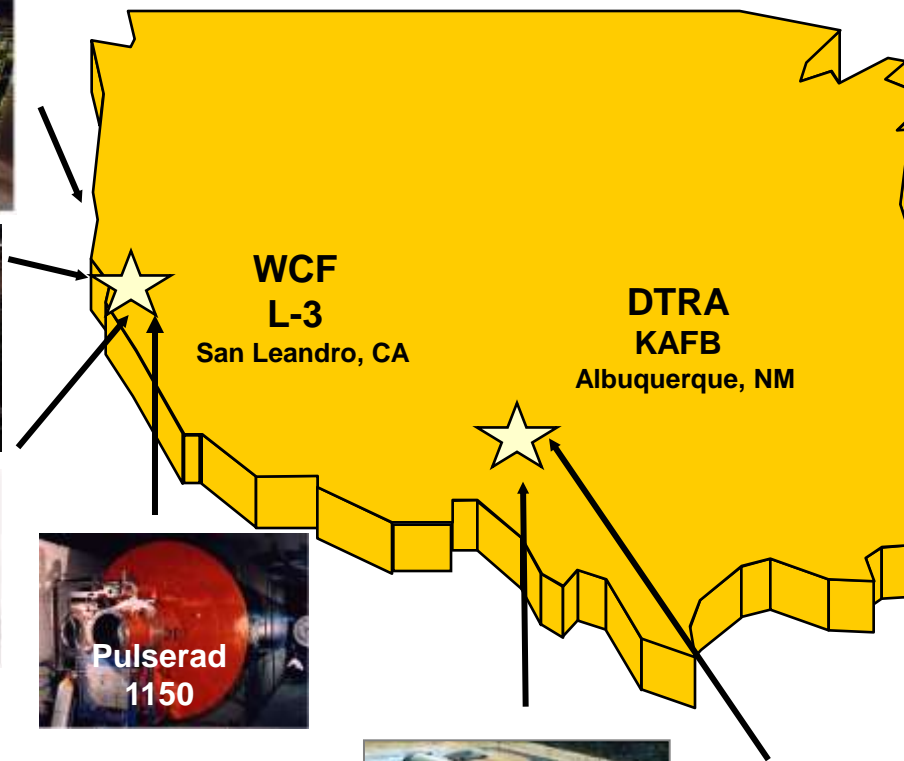 WCF
L-3
San Leandro, CA
DTRA
KAFB
Albuquerque, NM
Pulserad
1150